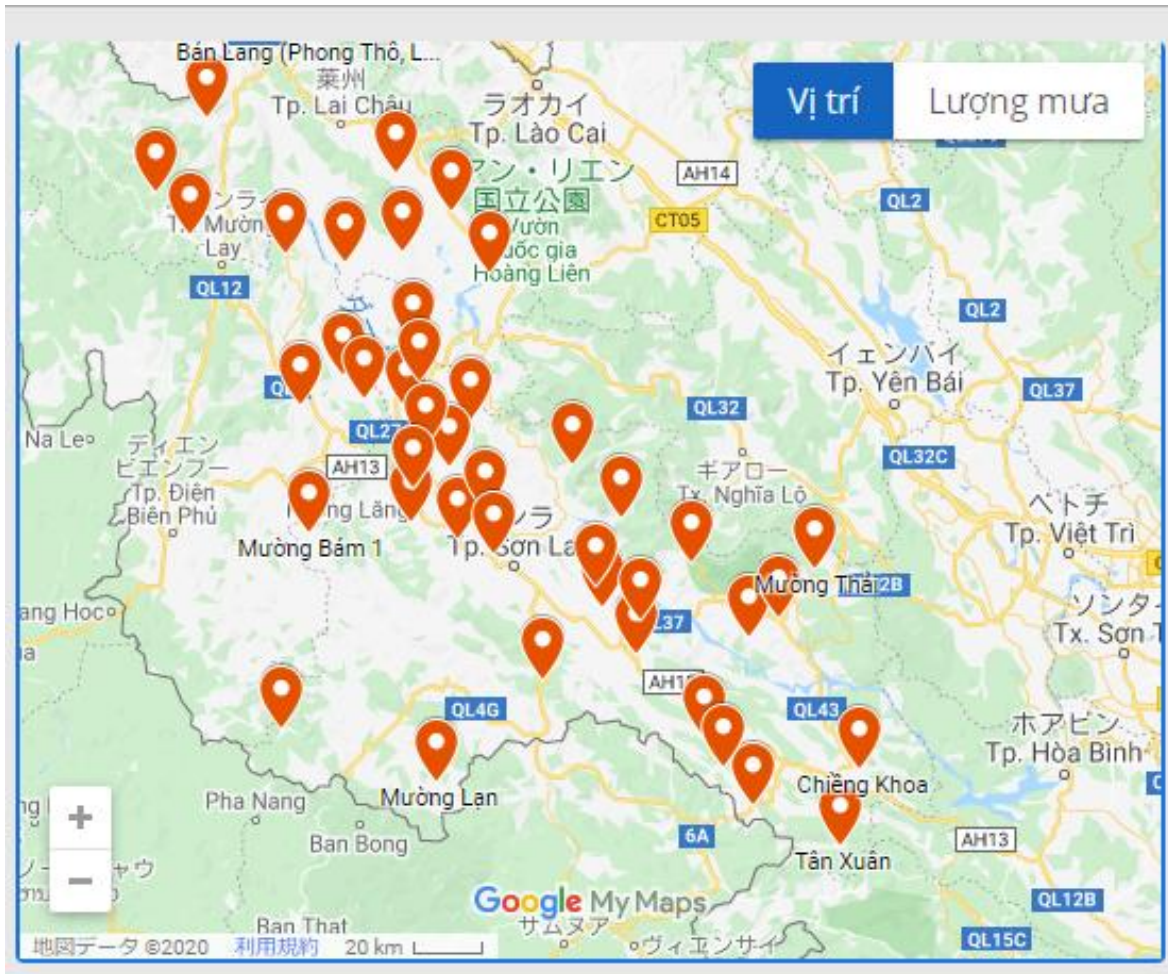 Bản Lang (Phong Thổ, L...
莱州
Tp. Lai Châu
ラオカイ
Tp. Lào Cai
Vị trí
Lượng mưa
AH14
QL2
CT05
アン・リエン
国立公園
Vườn
quốc gia
Hoàng Liên
Lay
QL12
QL2
イェンバイ
Tp. Yên Bái
QL37
QL32
QL27
Na Le
ディエン
ビエンフー
Tp. Điện
Biên Phủ
AH13
QL32C
ギアロー
Tx. Nghĩa Lộ
ベトチ
Tp. Việt Trì
Mường Bám 1
Tp. Sơn La
Mường Thải
2B
ang Hoc
L37
ソンタ
Tx. Sơn T
AH1
QL4G
QL43
ホアビン
Tp. Hòa Bình
Chiềng Khoa
Mường Lạn
Pha Nang
Ban Bong
6A
AH13
Tân Xuân
+
−
Google My Maps
QL12B
Ban That
サムヌア
ヴィエンサイ
QL15C
地図データ ©2020
利用規約
20 km